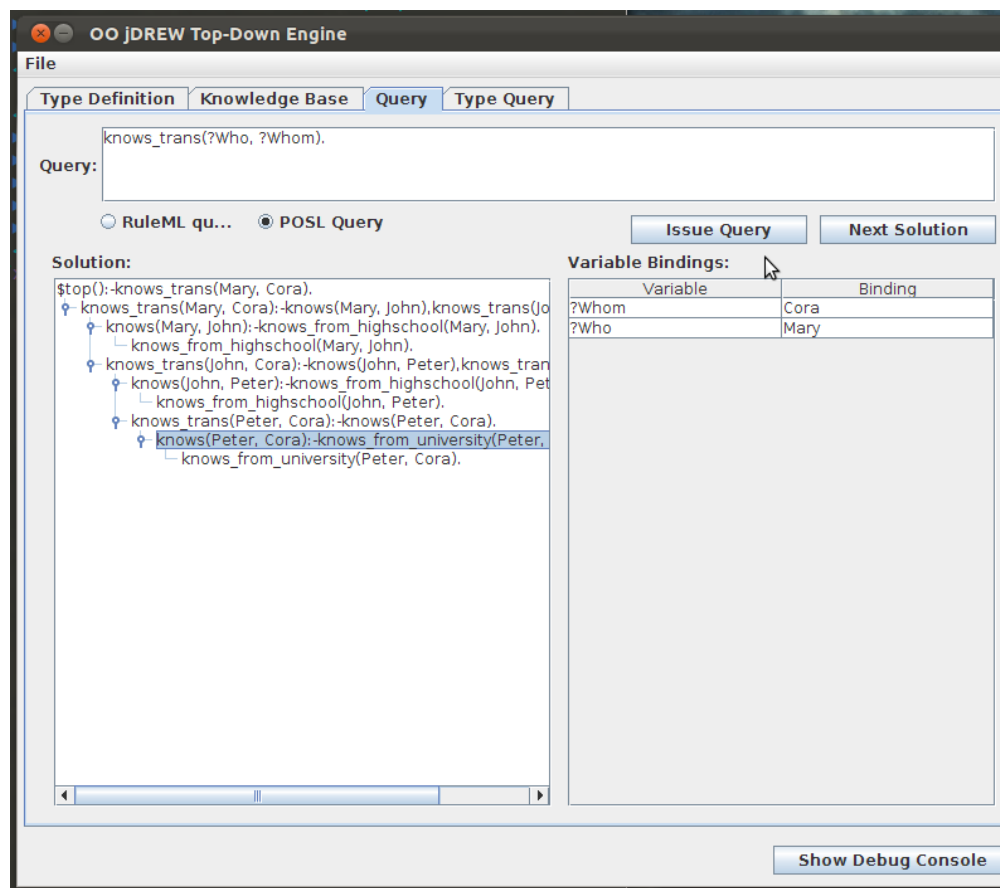 OO jDREW Top-Down Engine
File
Type Definition
Knowledge Base
Query
Type Query
Query:
knows_trans(?Who, ?Whom).
RuleML qu...
POSL Query
Issue Query
Next Solution
Solution:
Variable Bindings:
$top():-knows_trans(Mary, Cora).
knows_trans(Mary, Cora):-knows(Mary, John),knows_trans(Jo
knows(Mary, John):-knows_from_highschool(Mary, John).
knows_from_highschool(Mary, John).
knows_trans(John, Cora):-knows(John, Peter),knows_tran
knows(John, Peter):-knows_from_highschool(John, Pet
knows_from_highschool(John, Peter).
knows_trans(Peter, Cora):-knows(Peter, Cora).
knows(Peter, Cora):-knows_from_university(Peter,
knows_from_university(Peter, Cora).
Variable Binding
?Whom Cora
?Who Mary
Show Debug Console